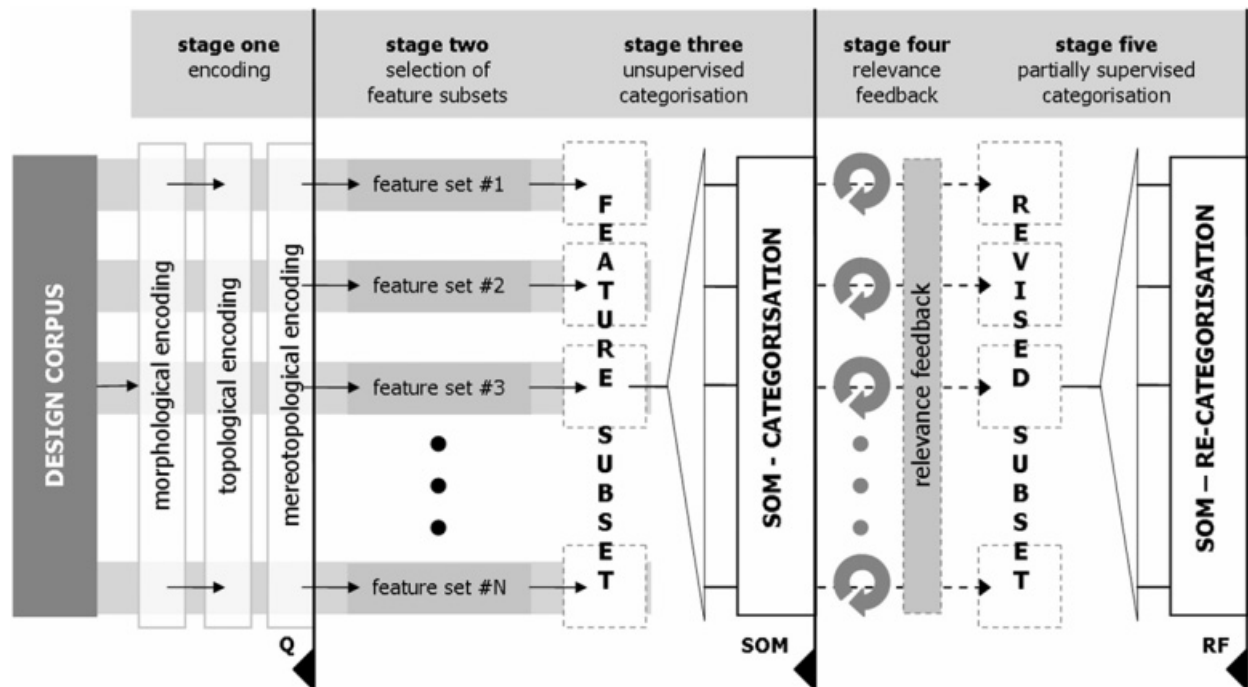 stage one
encoding
stage two
selection of
feature subsets
stage three
unsupervised
categorisation
stage four
relevance
feedback
stage five
partially supervised
categorisation
DESIGN CORPUS
morphological encoding
topological encoding
mereotopological encoding
feature set #1
feature set #2
feature set #3
feature set #N
FEATURE SUBSET
SOM - CATEGORISATION
relevance feedback
REVISED SUBSET
SOM – RE-CATEGORISATION
Q
SOM
RF